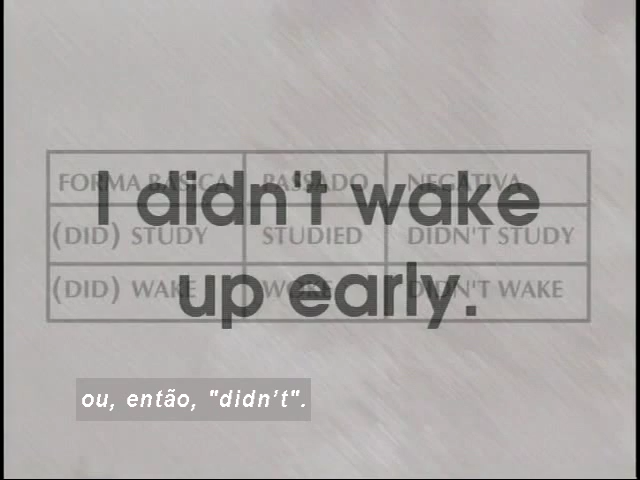 I didn't wake
up early.
FORMA BÁSICA PASSADO NEGATIVA
(DID) STUDY STUDIED DIDN'T STUDY
(DID) WAKE WOKE DIDN'T WAKE
ou, então, "didn't".